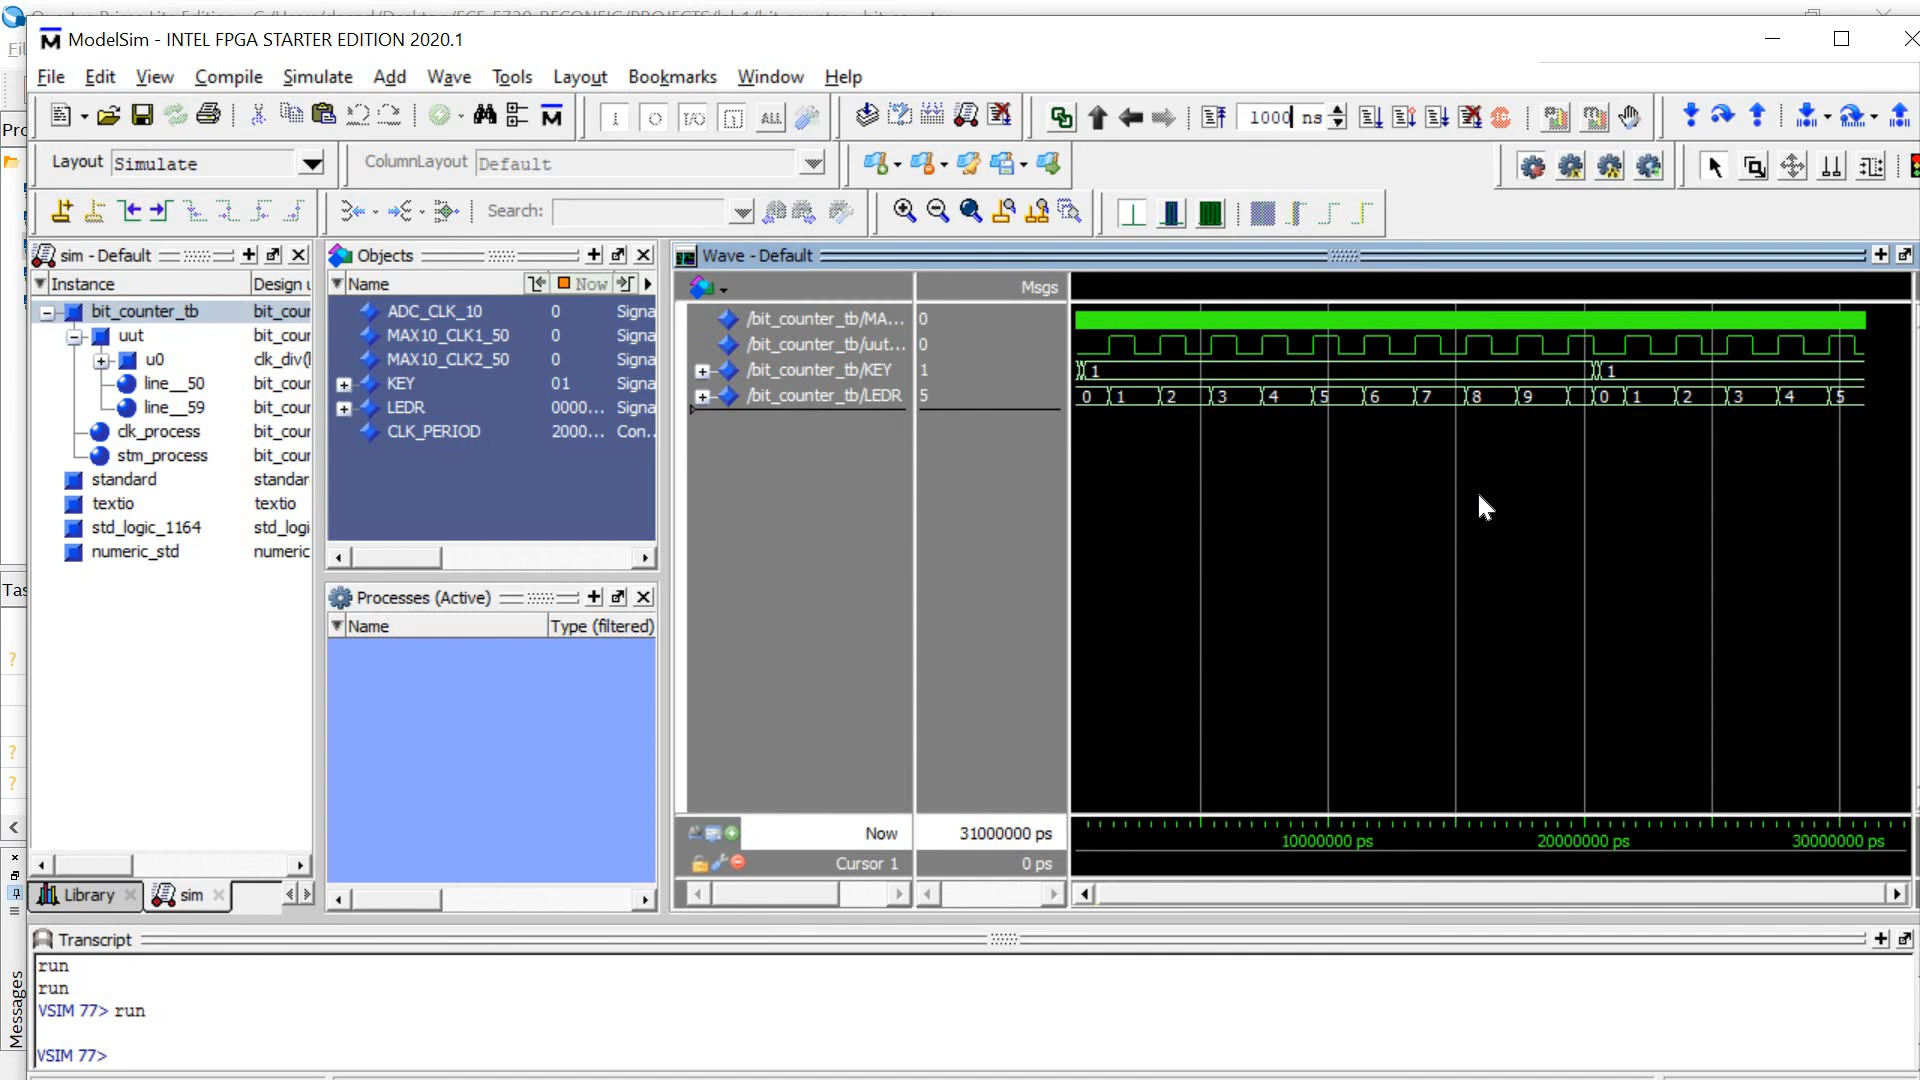 ModelSim - INTEL FPGA STARTER EDITION 2020.1
File Edit View Compile Simulate Add Wave Tools Layout Bookmarks Window Help
1000 ns
Layout Simulate
ColumnLayout Default
Search:
sim - Default
Instance Design u
bit_counter_tb bit_cour
uut bit_cour
u0 clk_div(l
line__50 bit_cour
line__59 bit_cour
clk_process bit_cour
stm_process bit_cour
standard standar
textio textio
std_logic_1164 std_logi
numeric_std numeric
Library sim
Objects
Name Now
ADC_CLK_10 0 Signa
MAX10_CLK1_50 0 Signa
MAX10_CLK2_50 0 Signa
KEY 01 Signa
LEDR 0000... Signa
CLK_PERIOD 2000... Con..
Processes (Active)
Name Type (filtered)
Wave - Default
Msgs
/bit_counter_tb/MA... 0
/bit_counter_tb/uut... 0
/bit_counter_tb/KEY 1
/bit_counter_tb/LEDR 5
1 1
0 1 2 3 4 5 6 7 8 9 0 1 2 3 4 5
Now 31000000 ps
Cursor 1 0 ps
10000000 ps 20000000 ps 30000000 ps
Transcript
run
run
VSIM 77> run
VSIM 77>
Messages